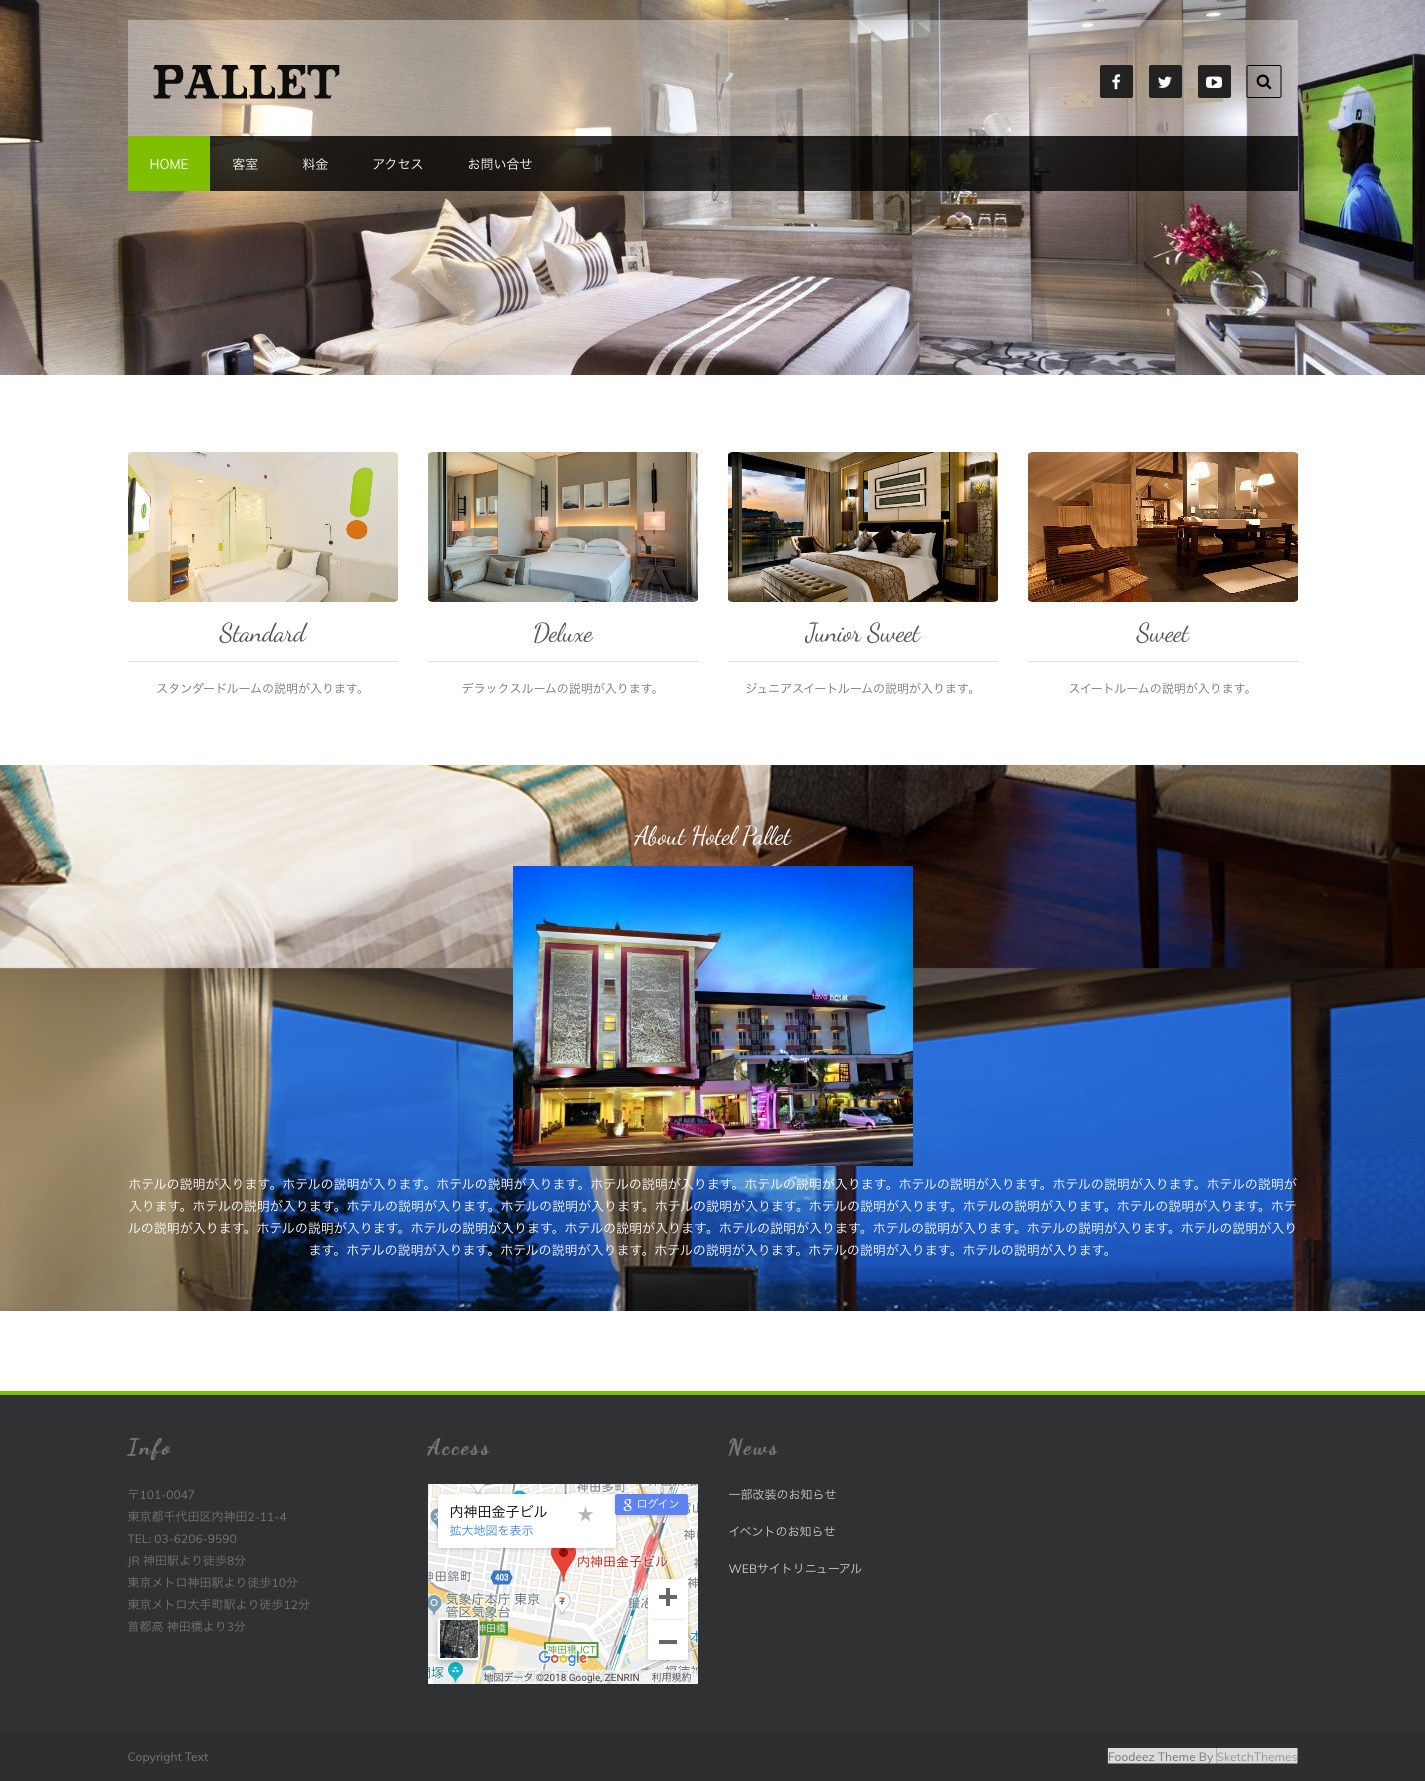 PALLET
HOME 客室 料金 アクセス お問い合せ
Standard
Deluxe
Junior Sweet
Sweet
スタンダードルームの説明が入ります。
デラックスルームの説明が入ります。
ジュニアスイートルームの説明が入ります。
スイートルームの説明が入ります。
About Hotel Pallet
fave hotel
ホテルの説明が入ります。ホテルの説明が入ります。ホテルの説明が入ります。ホテルの説明が入ります。ホテルの説明が入ります。ホテルの説明が入ります。ホテルの説明が入ります。ホテルの説明が
入ります。ホテルの説明が入ります。ホテルの説明が入ります。ホテルの説明が入ります。ホテルの説明が入ります。ホテルの説明が入ります。ホテルの説明が入ります。ホテルの説明が入ります。ホテ
ルの説明が入ります。ホテルの説明が入ります。ホテルの説明が入ります。ホテルの説明が入ります。ホテルの説明が入ります。ホテルの説明が入ります。ホテルの説明が入ります。ホテルの説明が入り
ます。ホテルの説明が入ります。ホテルの説明が入ります。ホテルの説明が入ります。ホテルの説明が入ります。ホテルの説明が入ります。
Info
〒101-0047
東京都千代田区内神田2-11-4
TEL: 03-6206-9590
JR 神田駅より徒歩8分
東京メトロ神田駅より徒歩10分
東京メトロ大手町駅より徒歩12分
首都高 神田橋より3分
Access
神田多町
内神田金子ビル
拡大地図を表示
ログイン
内神田金子ビル
神田錦町
403
気象庁本庁 東京
管区気象台
神田橋
神田橋JCT
Google
地図データ ©2018 Google, ZENRIN 利用規約
News
一部改装のお知らせ
イベントのお知らせ
WEBサイトリニューアル
Copyright Text
Foodeez Theme By SketchThemes